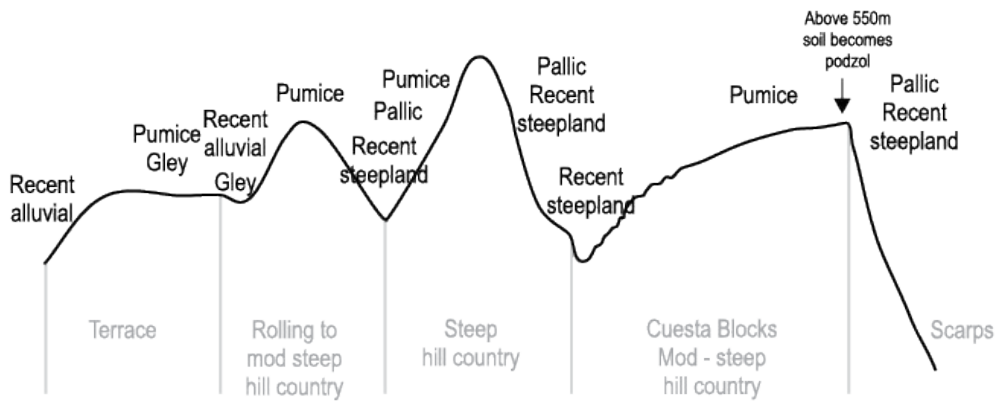 Above 550m
soil becomes
podzol
Recent
alluvial
Pumice
Gley
Recent
alluvial
Gley
Pumice
Recent
steepland
Pumice
Pallic
Pallic
Recent
steepland
Recent
steepland
Pumice
Pallic
Recent
steepland
Terrace
Rolling to
mod steep
hill country
Steep
hill country
Cuesta Blocks
Mod - steep
hill country
Scarps